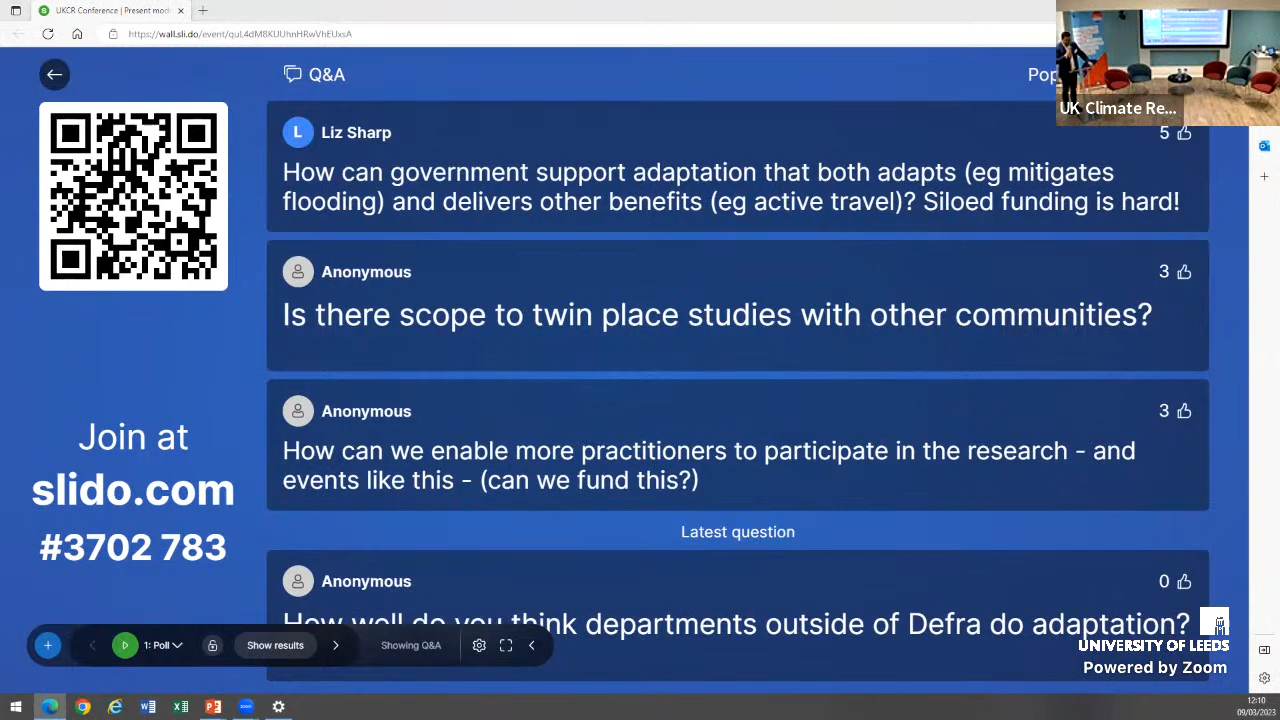 UKCR Conference | Present mod
https://wall.sli.do/event/quL4dM8KUUhnHRwVhEUxsA
Q&A
Pop
UK Climate Re...
L Liz Sharp
5
How can government support adaptation that both adapts (eg mitigates
flooding) and delivers other benefits (eg active travel)? Siloed funding is hard!
Anonymous
3
Is there scope to twin place studies with other communities?
Anonymous
3
How can we enable more practitioners to participate in the research - and
events like this - (can we fund this?)
Join at
slido.com
#3702 783
Latest question
Anonymous
0
How well do you think departments outside of Defra do adaptation?
1: Poll
Show results
Showing Q&A
UNIVERSITY OF LEEDS
Powered by Zoom
12:10
09/03/2023